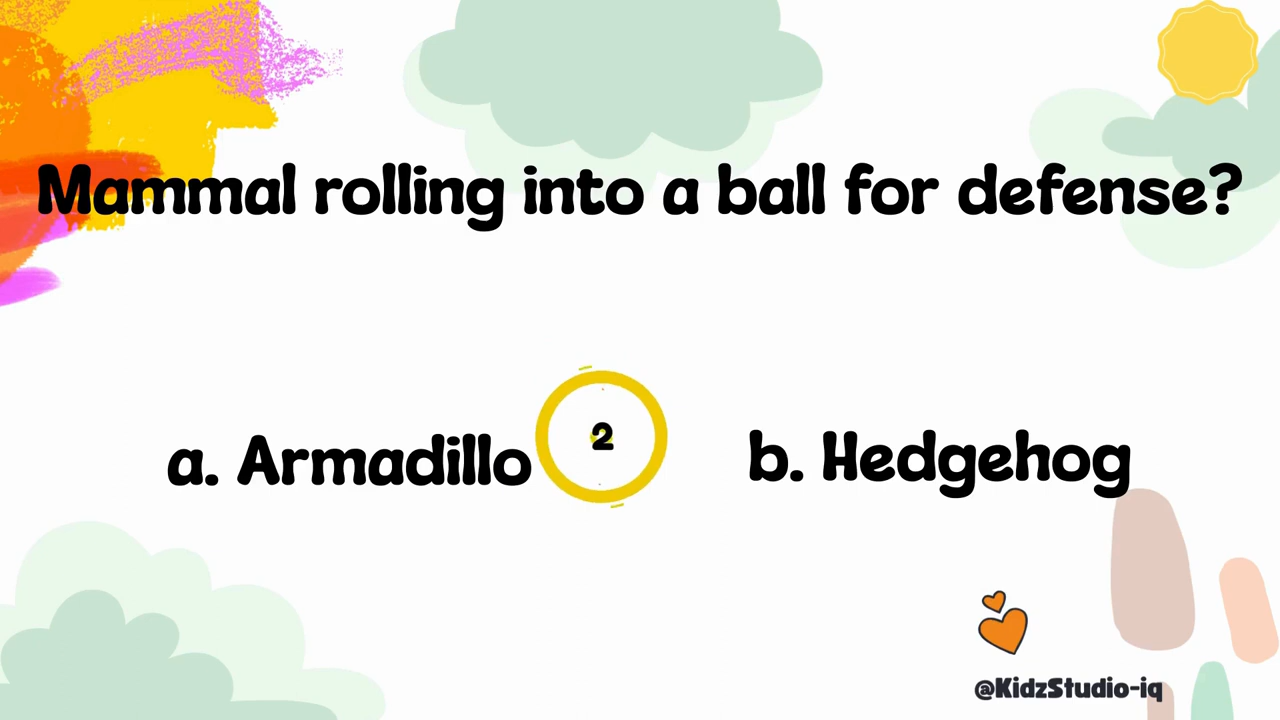 Mammal rolling into a ball for defense?
a. Armadillo
2
b. Hedgehog
@KidzStudio-iq